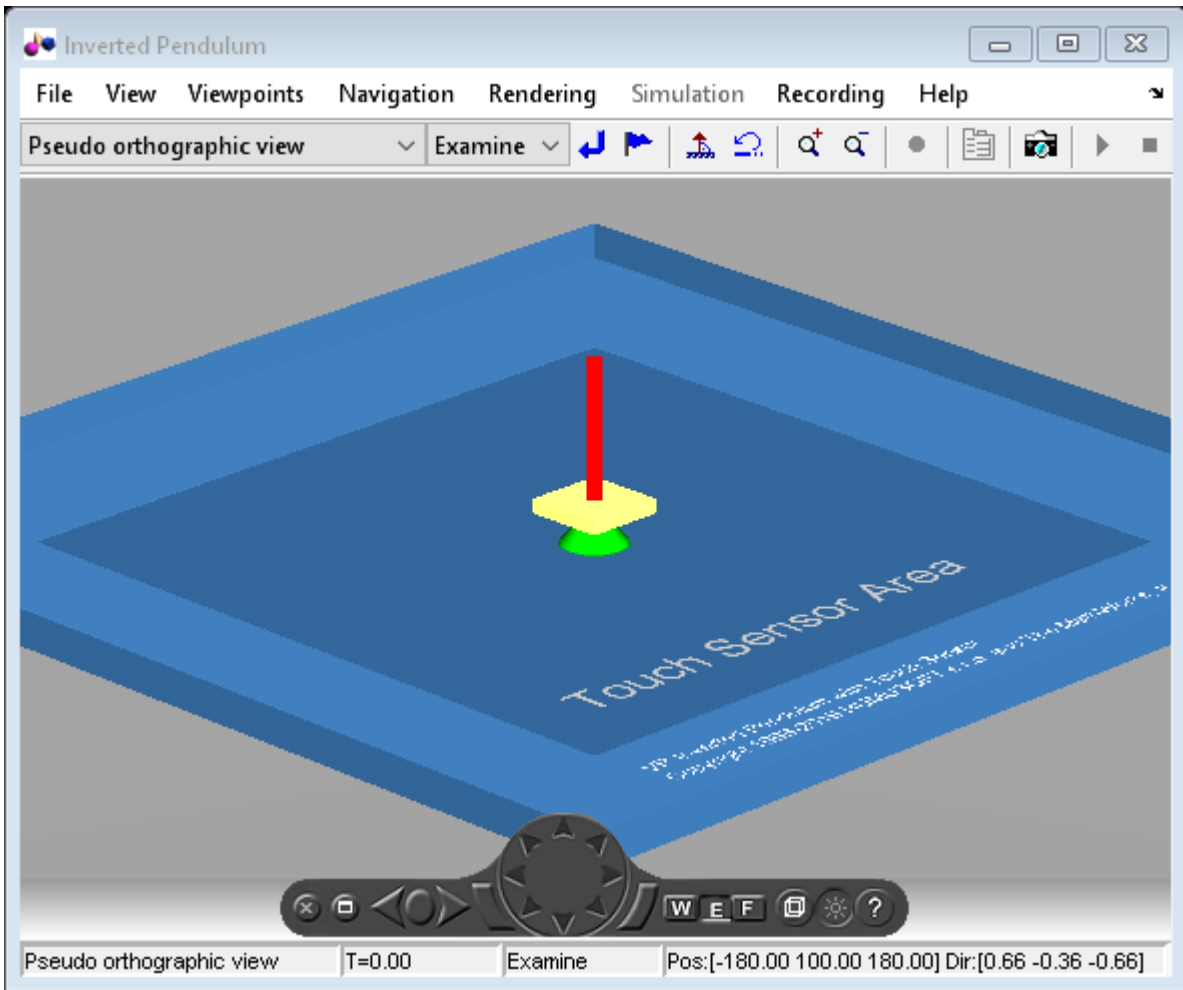 Inverted Pendulum
File View Viewpoints Navigation Rendering Simulation Recording Help
Pseudo orthographic view Examine
Touch Sensor Area
W E F ?
Pseudo orthographic view T=0.00 Examine Pos:[-180.00 100.00 180.00] Dir:[0.66 -0.36 -0.66]